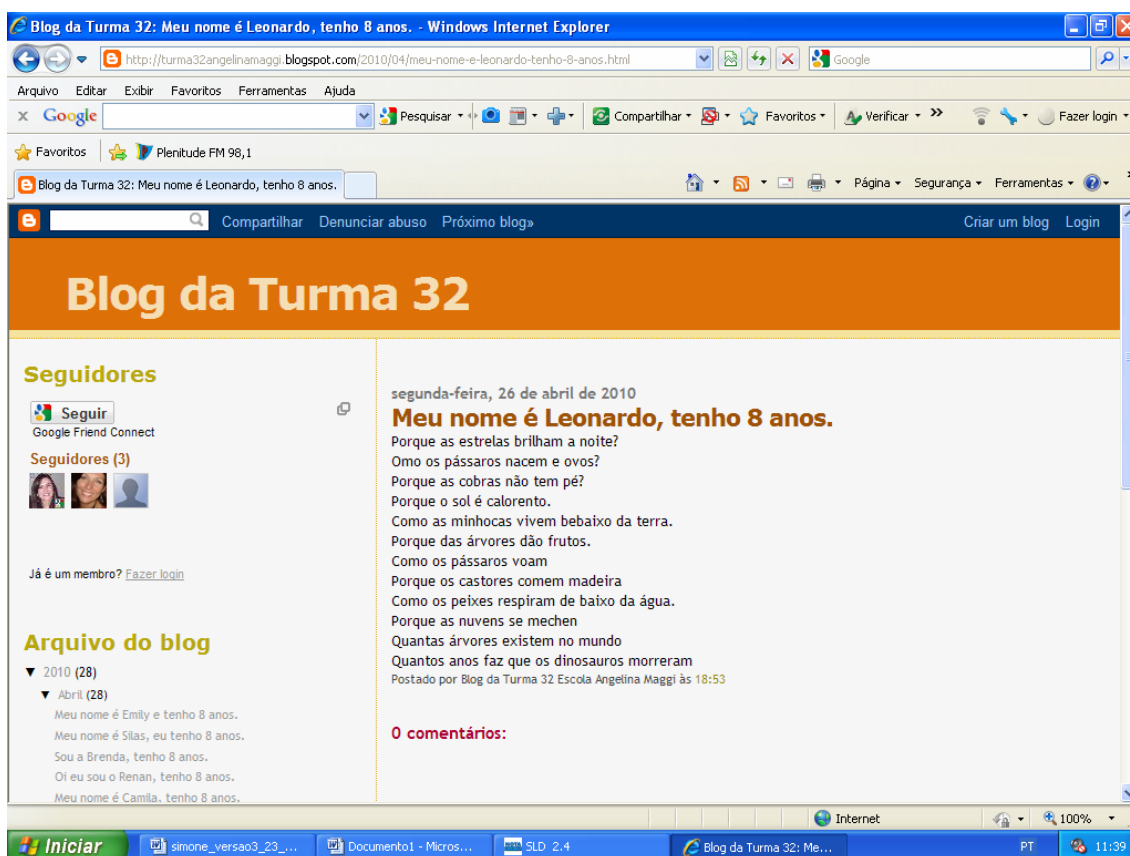 Blog da Turma 32: Meu nome é Leonardo, tenho 8 anos. - Windows Internet Explorer
http://turma32angelinamaggi.blogspot.com/2010/04/meu-nome-e-leonardo-tenho-8-anos.html Google
Arquivo Editar Exibir Favoritos Ferramentas Ajuda
x Google Pesquisar Compartilhar Favoritos Verificar Fazer login
Favoritos Plenitude FM 98,1
Blog da Turma 32: Meu nome é Leonardo, tenho 8 anos. Página Segurança Ferramentas
Compartilhar Denunciar abuso Próximo blog» Criar um blog Login
Blog da Turma 32
Seguidores
Seguir
Google Friend Connect
Seguidores (3)
Já é um membro? Fazer login
Arquivo do blog
▼ 2010 (28)
▼ Abril (28)
Meu nome é Emily e tenho 8 anos.
Meu nome é Silas, eu tenho 8 anos.
Sou a Brenda, tenho 8 anos.
Oi eu sou o Renan, tenho 8 anos.
Meu nome é Camila, tenho 8 anos.
segunda-feira, 26 de abril de 2010
Meu nome é Leonardo, tenho 8 anos.
Porque as estrelas brilham a noite?
Omo os pássaros nacem e ovos?
Porque as cobras não tem pé?
Porque o sol é calorento.
Como as minhocas vivem bebaixo da terra.
Porque das árvores dão frutos.
Como os pássaros voam
Porque os castores comem madeira
Como os peixes respiram de baixo da água.
Porque as nuvens se mechen
Quantas árvores existem no mundo
Quantos anos faz que os dinosauros morreram
Postado por Blog da Turma 32 Escola Angelina Maggi às 18:53
0 comentários:
Internet 100%
Iniciar simone_versao3_23_... Documento1 - Micros... SLD 2.4 Blog da Turma 32: Me... PT 11:39